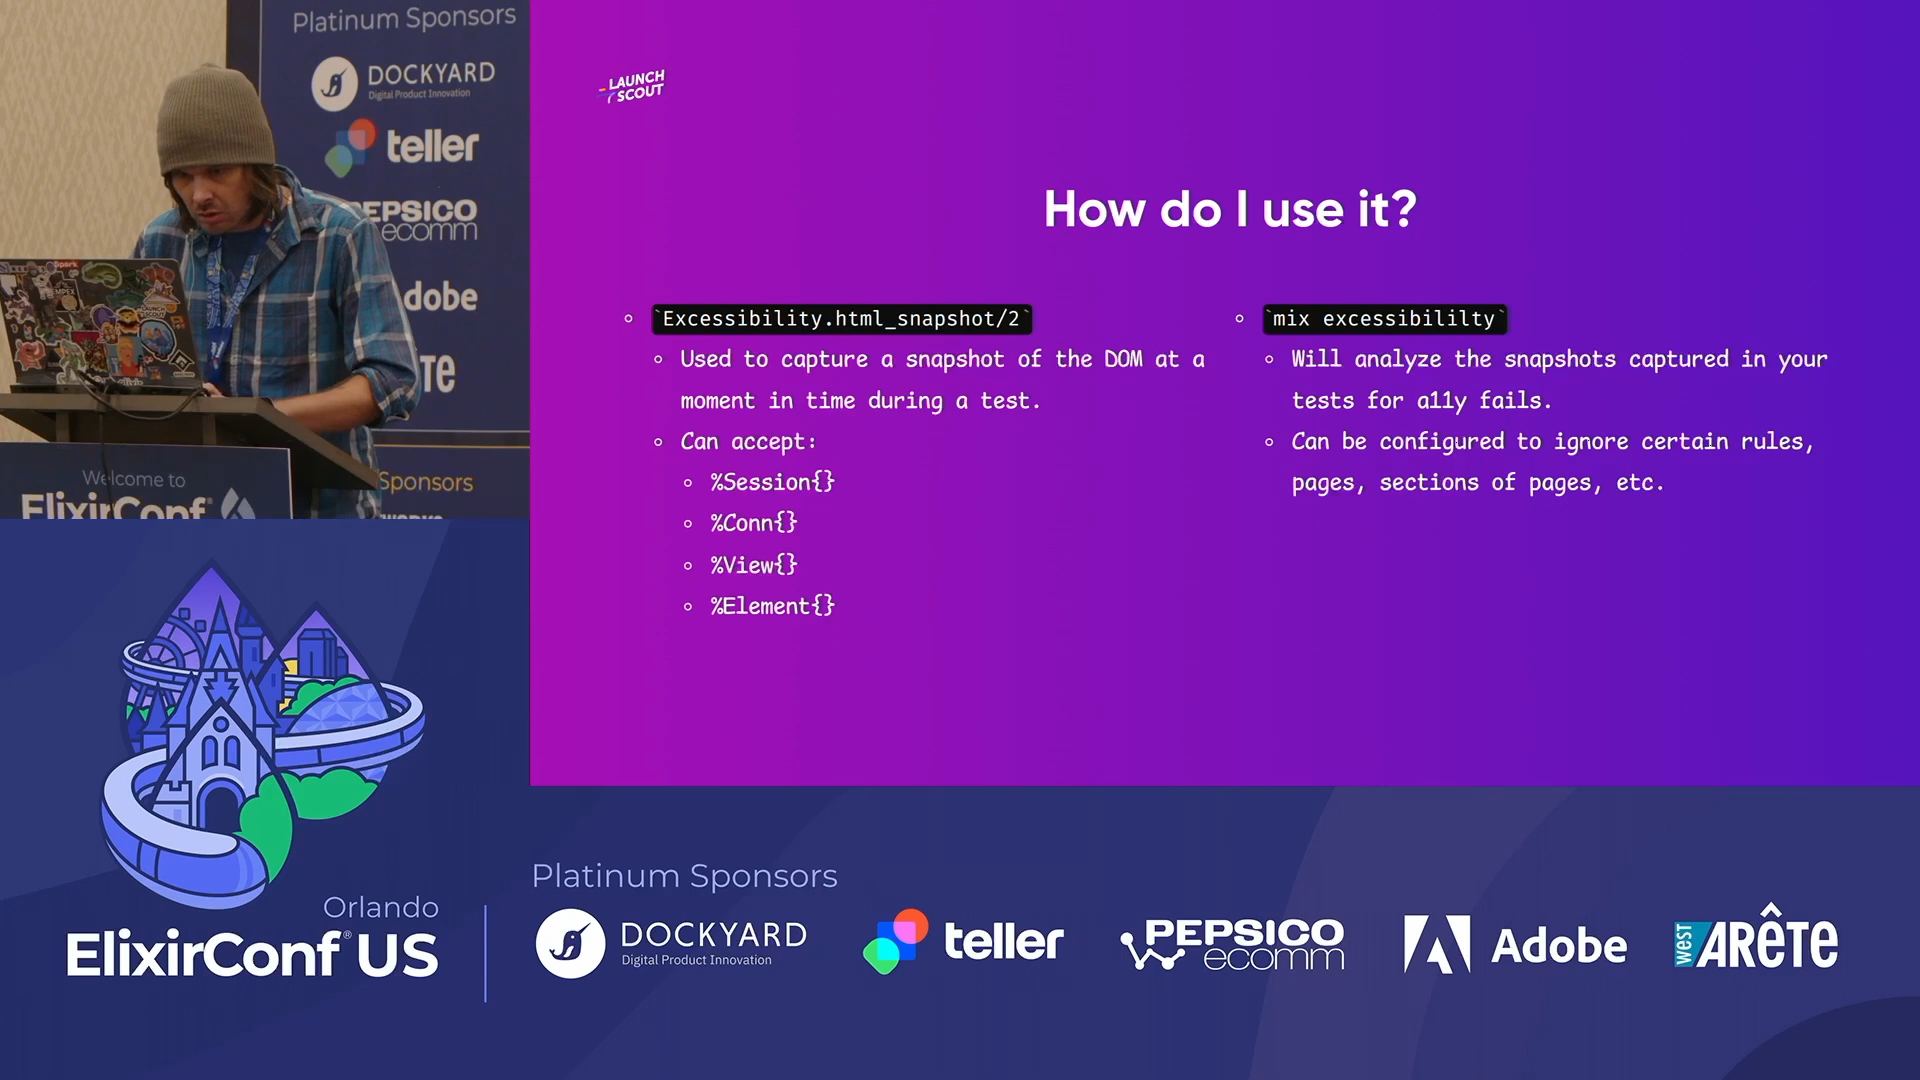 Platinum Sponsors
DOCKYARD
Digital Product Innovation
teller
PEPSICO
ecomm
dobe
TE
Sponsors
Welcome to
ElixirConf
LAUNCH
SCOUT
How do I use it?
`Excessibility.html_snapshot/2`
Used to capture a snapshot of the DOM at a
moment in time during a test.
Can accept:
%Session{}
%Conn{}
%View{}
%Element{}
`mix excessibililty`
Will analyze the snapshots captured in your
tests for a11y fails.
Can be configured to ignore certain rules,
pages, sections of pages, etc.
Orlando
ElixirConf® US
Platinum Sponsors
DOCKYARD
Digital Product Innovation
teller
PEPSICO
ecomm
Adobe
west ARÊTE